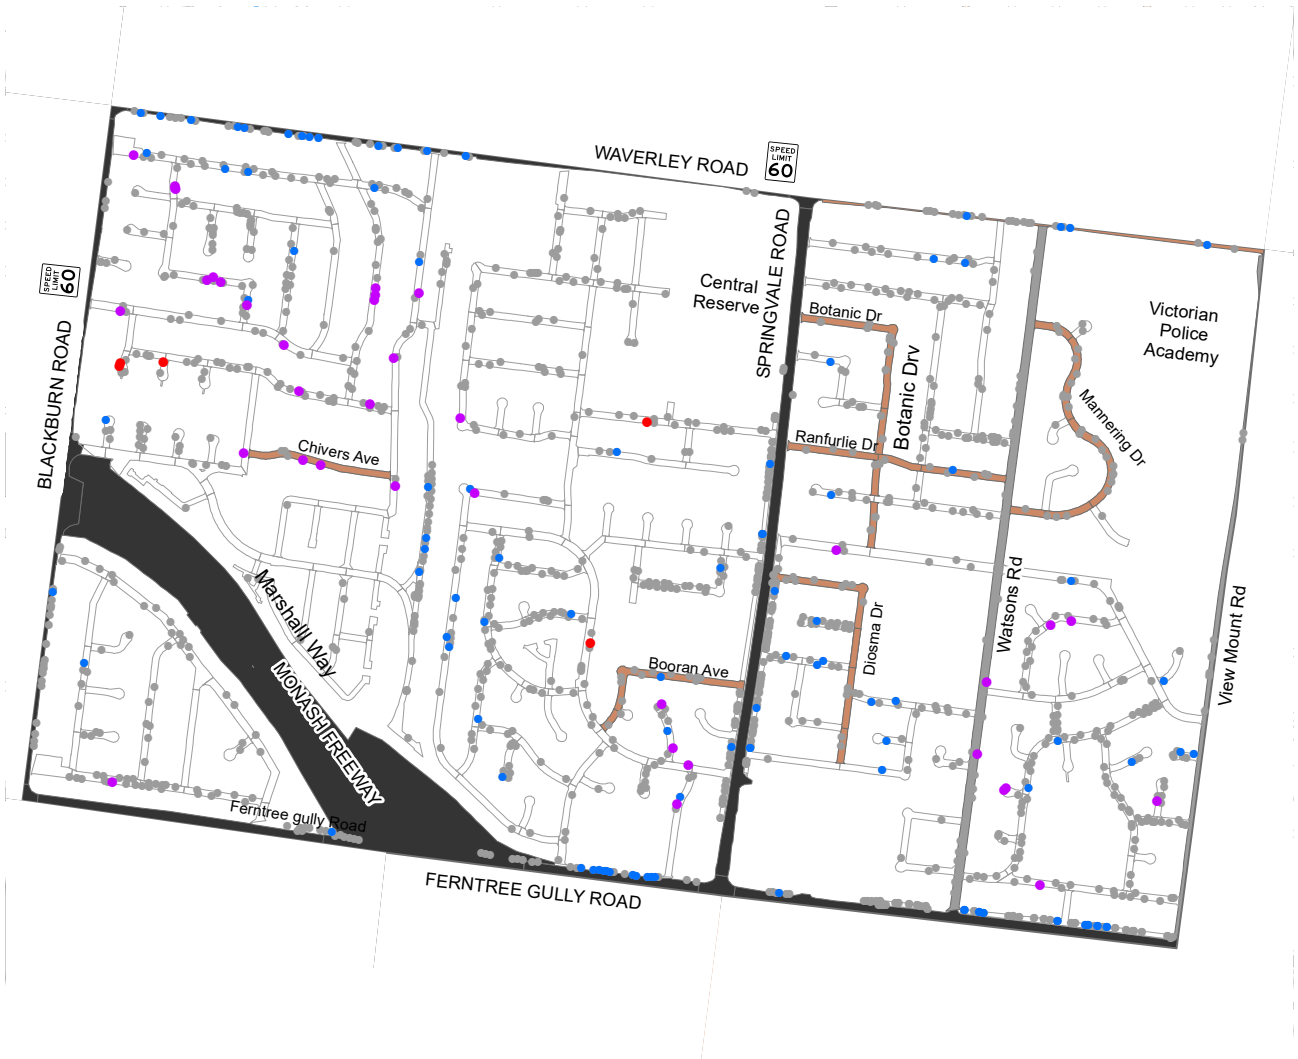 WAVERLEY ROAD
SPEED
LIMIT
60
SPRINGVALE ROAD
Central
Reserve
SPEED
LIMIT
60
BLACKBURN ROAD
Botanic Dr
Botanic Drv
Victorian
Police
Academy
Mannering Dr
Ranfurlie Dr
Chivers Ave
Marshalll Way
MONASH FREEWAY
Watsons Rd
View Mount Rd
Diosma Dr
Booran Ave
Ferntree gully Road
FERNTREE GULLY ROAD